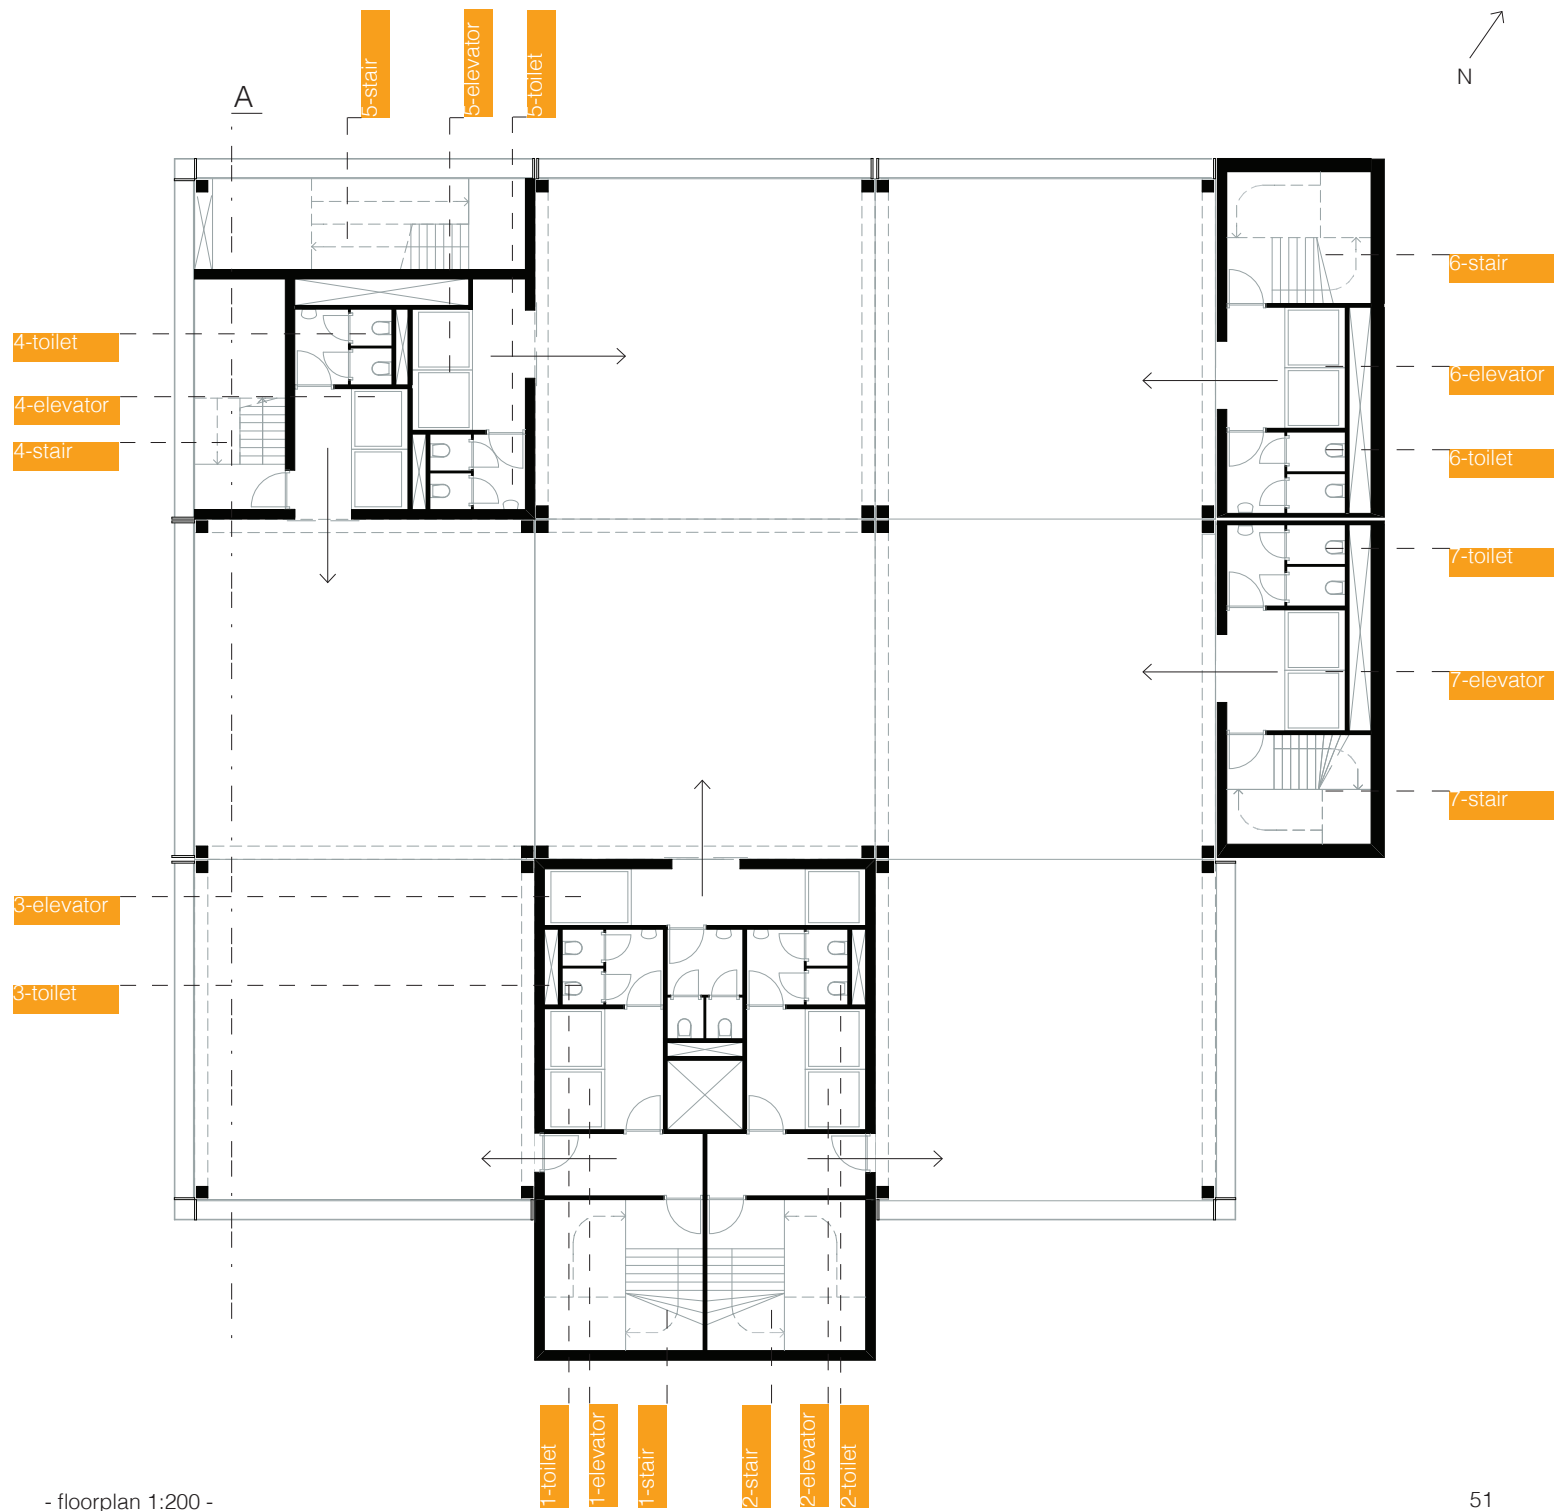 5-stair
5-elevator
5-toilet
N
A
6-stair
4-toilet
6-elevator
4-elevator
4-stair
6-toilet
7-toilet
7-elevator
7-stair
3-elevator
3-toilet
1-toilet
1-elevator
1-stair
2-stair
2-elevator
2-toilet
- floorplan 1:200 -
51